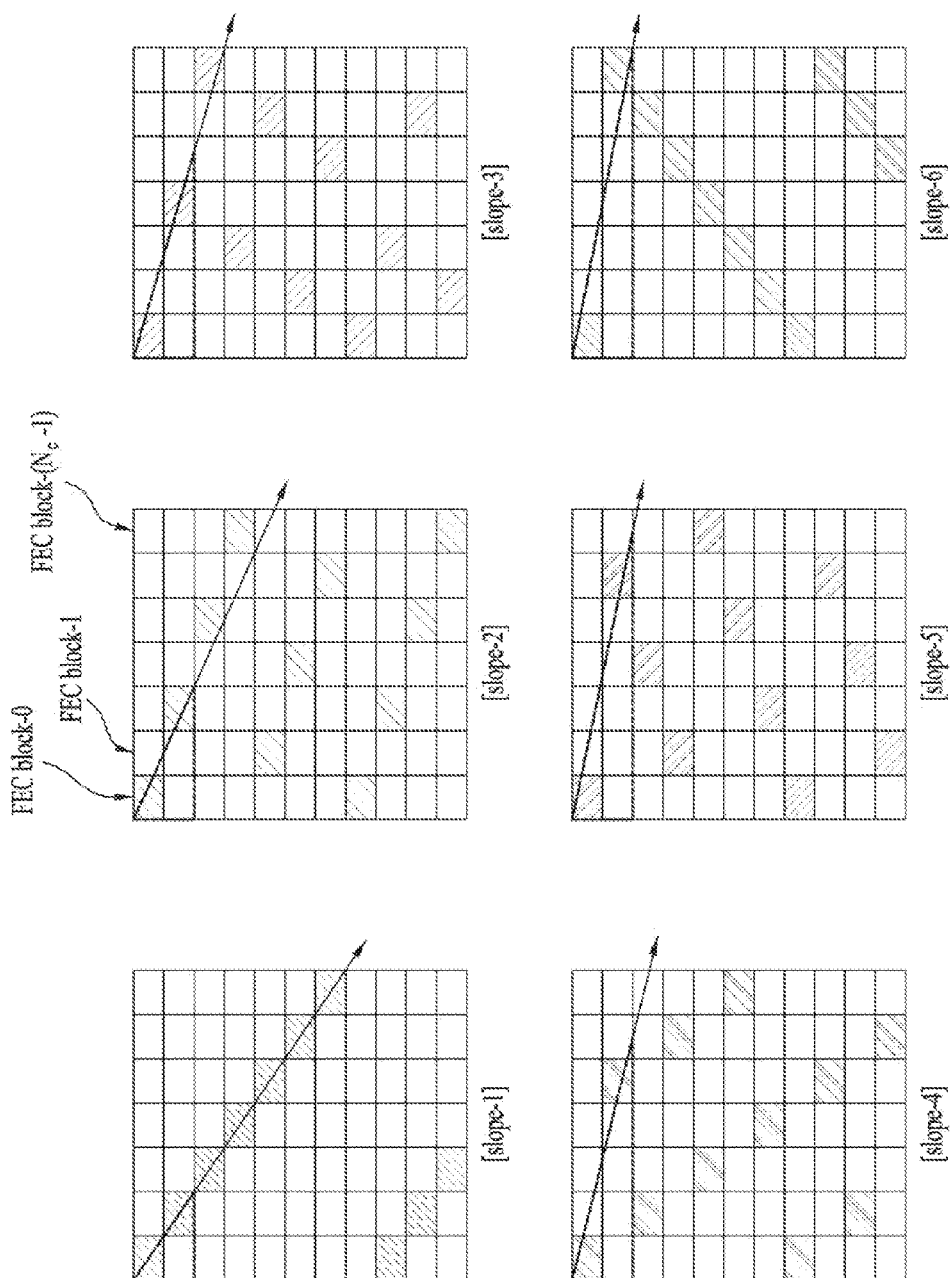 FEC block-0
FEC block-1
FEC block-(N_c -1)
[slope-1]
[slope-2]
[slope-3]
[slope-4]
[slope-5]
[slope-6]